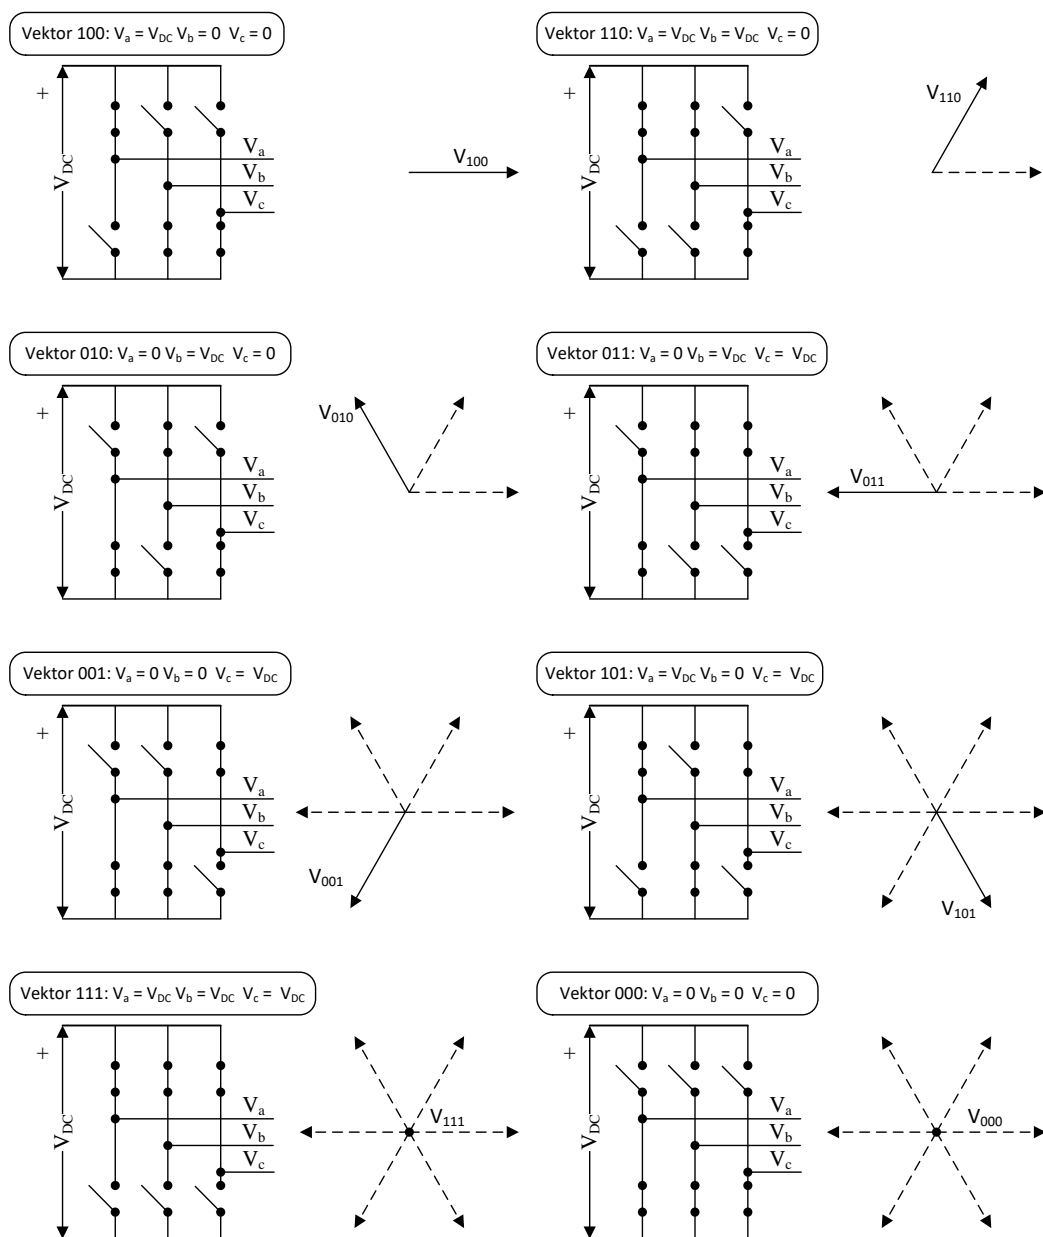 Vektor 100: Va = VDC Vb = 0 Vc = 0
+
VDC
Va
Vb
Vc
V100
Vektor 110: Va = VDC Vb = VDC Vc = 0
+
VDC
Va
Vb
Vc
V110
Vektor 010: Va = 0 Vb = VDC Vc = 0
+
VDC
Va
Vb
Vc
V010
Vektor 011: Va = 0 Vb = VDC Vc = VDC
+
VDC
Va
Vb
Vc
V011
Vektor 001: Va = 0 Vb = 0 Vc = VDC
+
VDC
Va
Vb
Vc
V001
Vektor 101: Va = VDC Vb = 0 Vc = VDC
+
VDC
Va
Vb
Vc
V101
Vektor 111: Va = VDC Vb = VDC Vc = VDC
+
VDC
Va
Vb
Vc
V111
Vektor 000: Va = 0 Vb = 0 Vc = 0
+
VDC
Va
Vb
Vc
V000